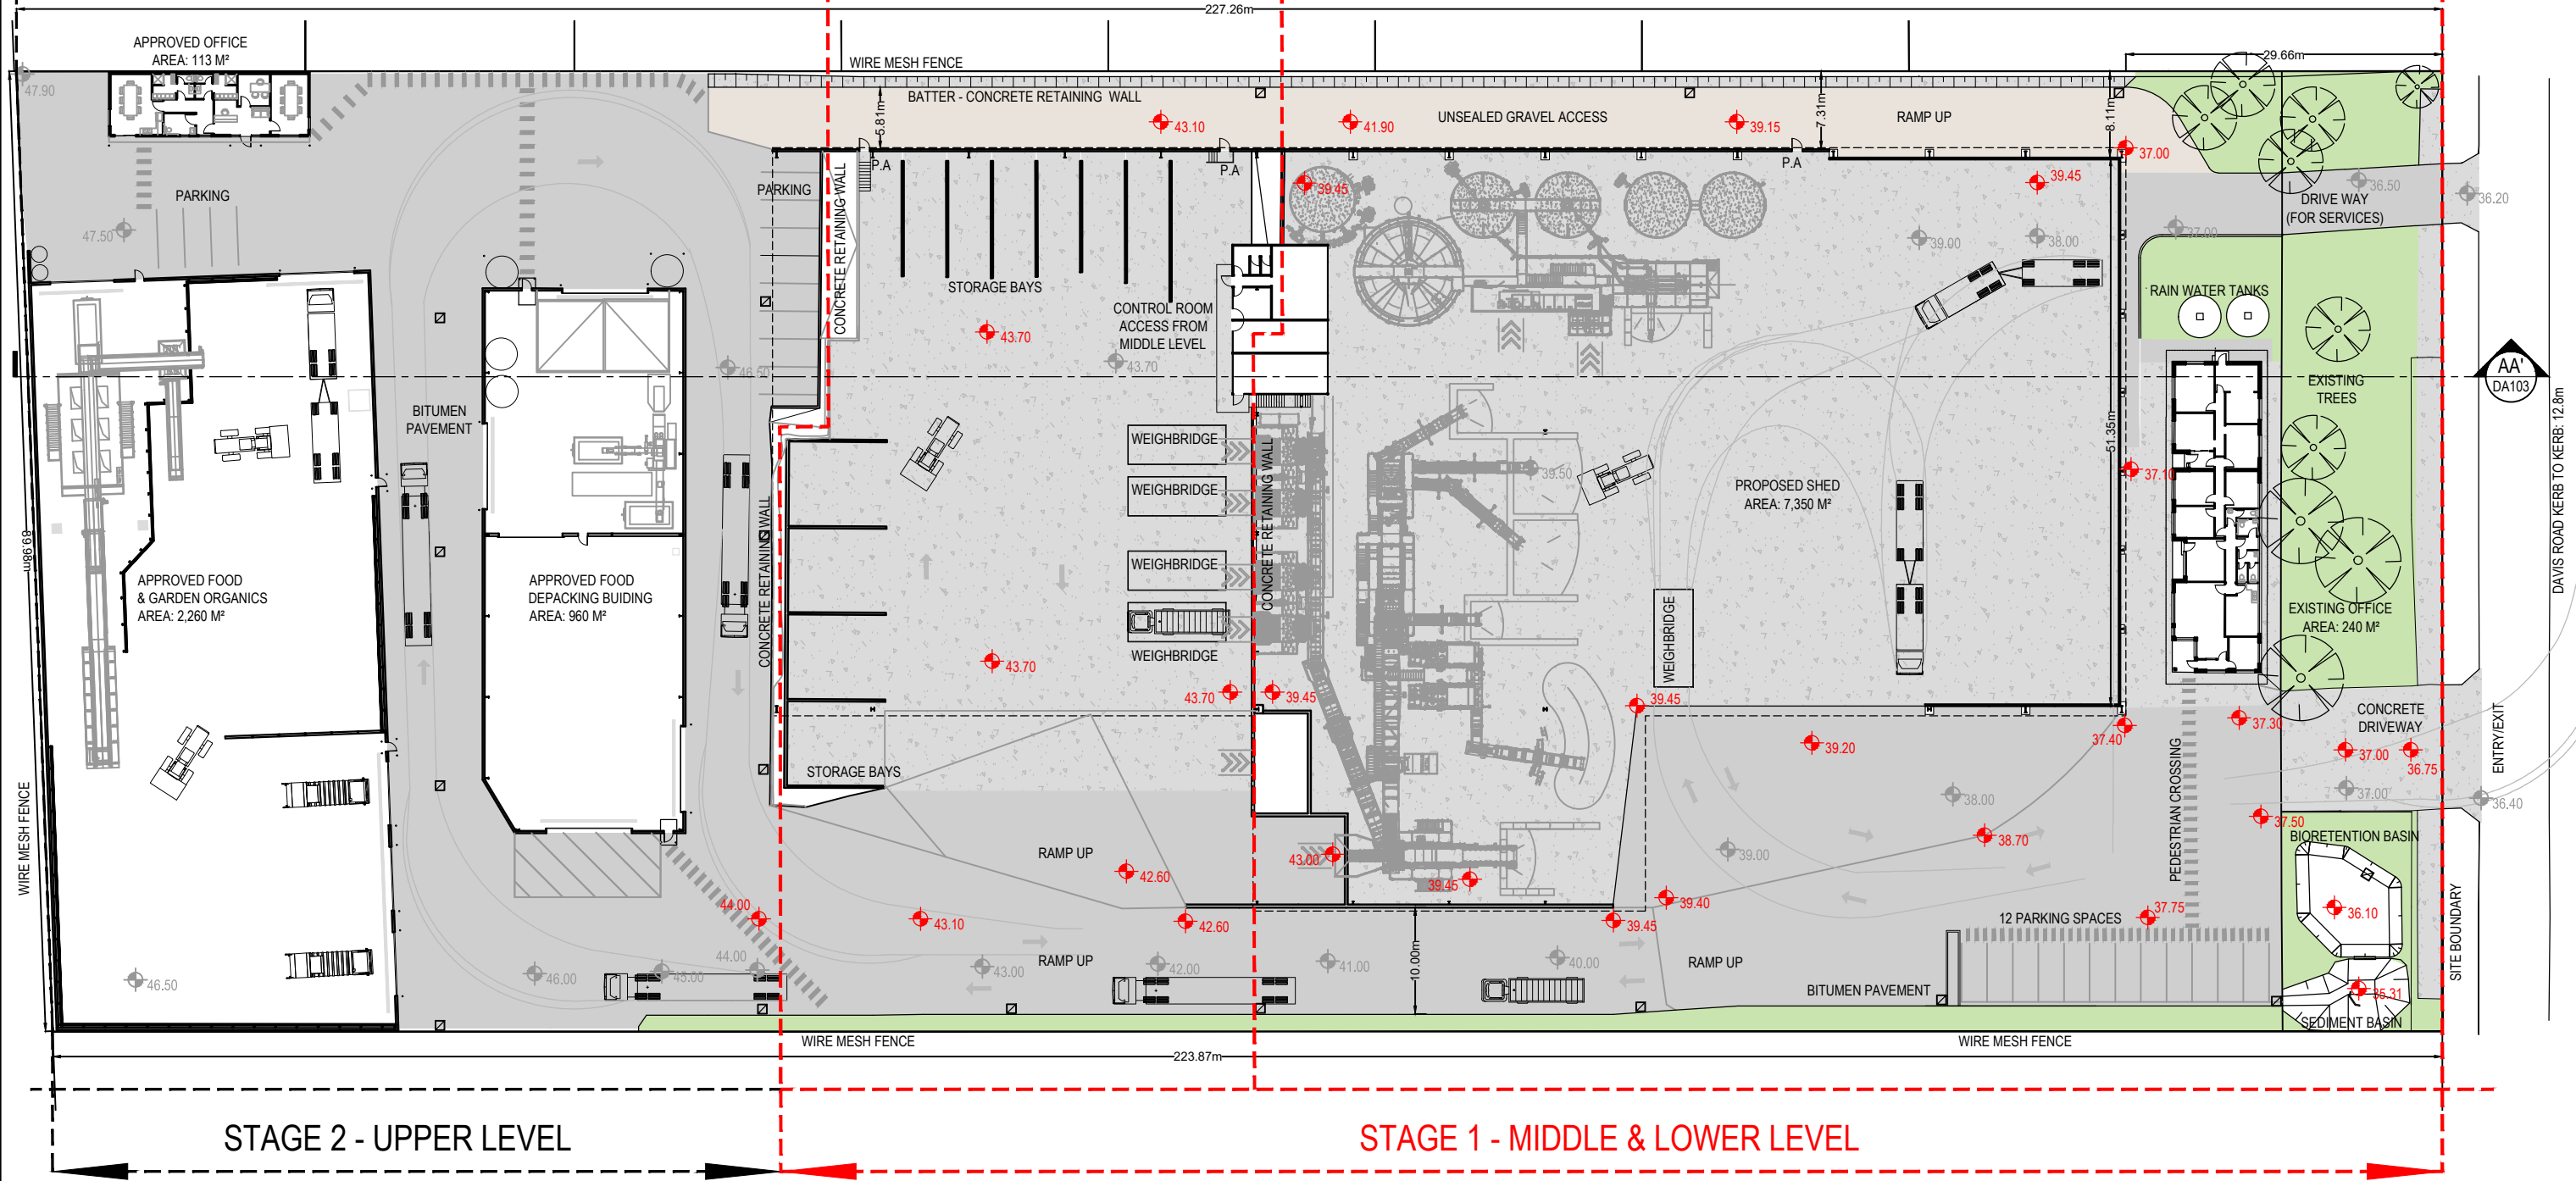 227.26m
29.66m
APPROVED OFFICE
AREA: 113 M²
WIRE MESH FENCE
47.90
BATTER - CONCRETE RETAINING WALL
5.81m
43.10
41.90
UNSEALED GRAVEL ACCESS
39.15
7.31m
RAMP UP
8.11m
37.00
P.A
P.A
P.A
PARKING
PARKING
47.50
CONCRETE RETAINING WALL
39.45
39.45
36.50
36.20
DRIVE WAY
(FOR SERVICES)
37.00
39.00
38.00
STORAGE BAYS
CONTROL ROOM
ACCESS FROM
MIDDLE LEVEL
43.70
43.70
46.50
RAIN WATER TANKS
AA'
DA103
EXISTING
TREES
DAVIS ROAD KERB TO KERB: 12.8m
BITUMEN
PAVEMENT
WEIGHBRIDGE
WEIGHBRIDGE
WEIGHBRIDGE
WEIGHBRIDGE
WEIGHBRIDGE
CONCRETE RETAINING WALL
CONCRETE RETAINING WALL
39.50
PROPOSED SHED
AREA: 7,350 M²
51.35m
37.10
89.98m
APPROVED FOOD
& GARDEN ORGANICS
AREA: 2,260 M²
APPROVED FOOD
DEPACKING BUIDING
AREA: 960 M²
EXISTING OFFICE
AREA: 240 M²
43.70
43.70
39.45
39.45
39.20
37.40
37.30
CONCRETE
DRIVEWAY
37.00
36.75
37.00
36.40
ENTRY/EXIT
STORAGE BAYS
WIRE MESH FENCE
38.00
38.70
37.50
PEDESTRIAN CROSSING
BIORETENTION BASIN
RAMP UP
42.60
43.00
39.45
39.00
39.40
44.00
43.10
42.60
39.45
12 PARKING SPACES
37.75
36.10
SITE BOUNDARY
46.50
46.00
45.00
44.00
43.00
RAMP UP
42.00
41.00
10.00m
40.00
RAMP UP
BITUMEN PAVEMENT
35.31
SEDIMENT BASIN
WIRE MESH FENCE
WIRE MESH FENCE
223.87m
STAGE 2 - UPPER LEVEL
STAGE 1 - MIDDLE & LOWER LEVEL